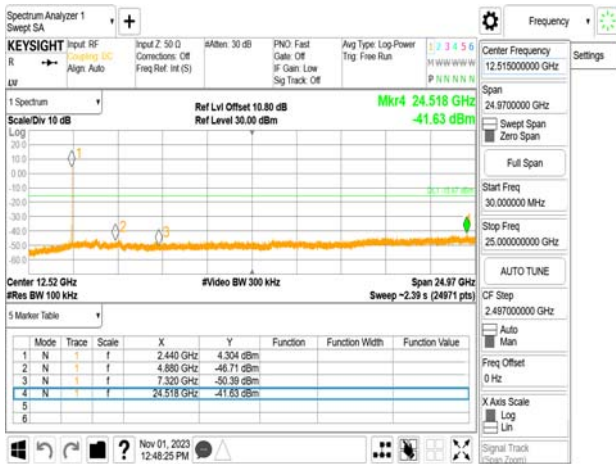 Spectrum Analyzer 1
Swept SA
Frequency
KEYSIGHT
Input: RF
Coupling: DC
Align: Auto
Input Z: 50 Ω
Corrections: Off
Freq Ref: Int (S)
#Atten: 30 dB
PNO: Fast
Gate: Off
IF Gain: Low
Sig Track: Off
Avg Type: Log-Power
Trig: Free Run
1 2 3 4 5 6
M W W W W W
P N N N N N
R
LXI
1 Spectrum
Scale/Div 10 dB
Ref Lvl Offset 10.80 dB
Ref Level 30.00 dBm
Mkr4 24.518 GHz
-41.63 dBm
Log
20.0
10.0
0.00
-10.0
-20.0
-30.0
-40.0
-50.0
-60.0
1
2
3
Center 12.52 GHz
#Res BW 100 kHz
#Video BW 300 kHz
Span 24.97 GHz
Sweep ~2.39 s (24971 pts)
5 Marker Table
Mode Trace Scale X Y Function Function Width Function Value
1 N 1 f 2.440 GHz 4.304 dBm
2 N 1 f 4.880 GHz -46.71 dBm
3 N 1 f 7.320 GHz -50.39 dBm
4 N 1 f 24.518 GHz -41.63 dBm
5
6
Nov 01, 2023
12:48:25 PM
Center Frequency
12.515000000 GHz
Settings
Span
24.9700000 GHz
Swept Span
Zero Span
Full Span
Start Freq
30.000000 MHz
Stop Freq
25.000000000 GHz
AUTO TUNE
CF Step
2.497000000 GHz
Auto
Man
Freq Offset
0 Hz
X Axis Scale
Log
Lin
Signal Track
(Span Zoom)